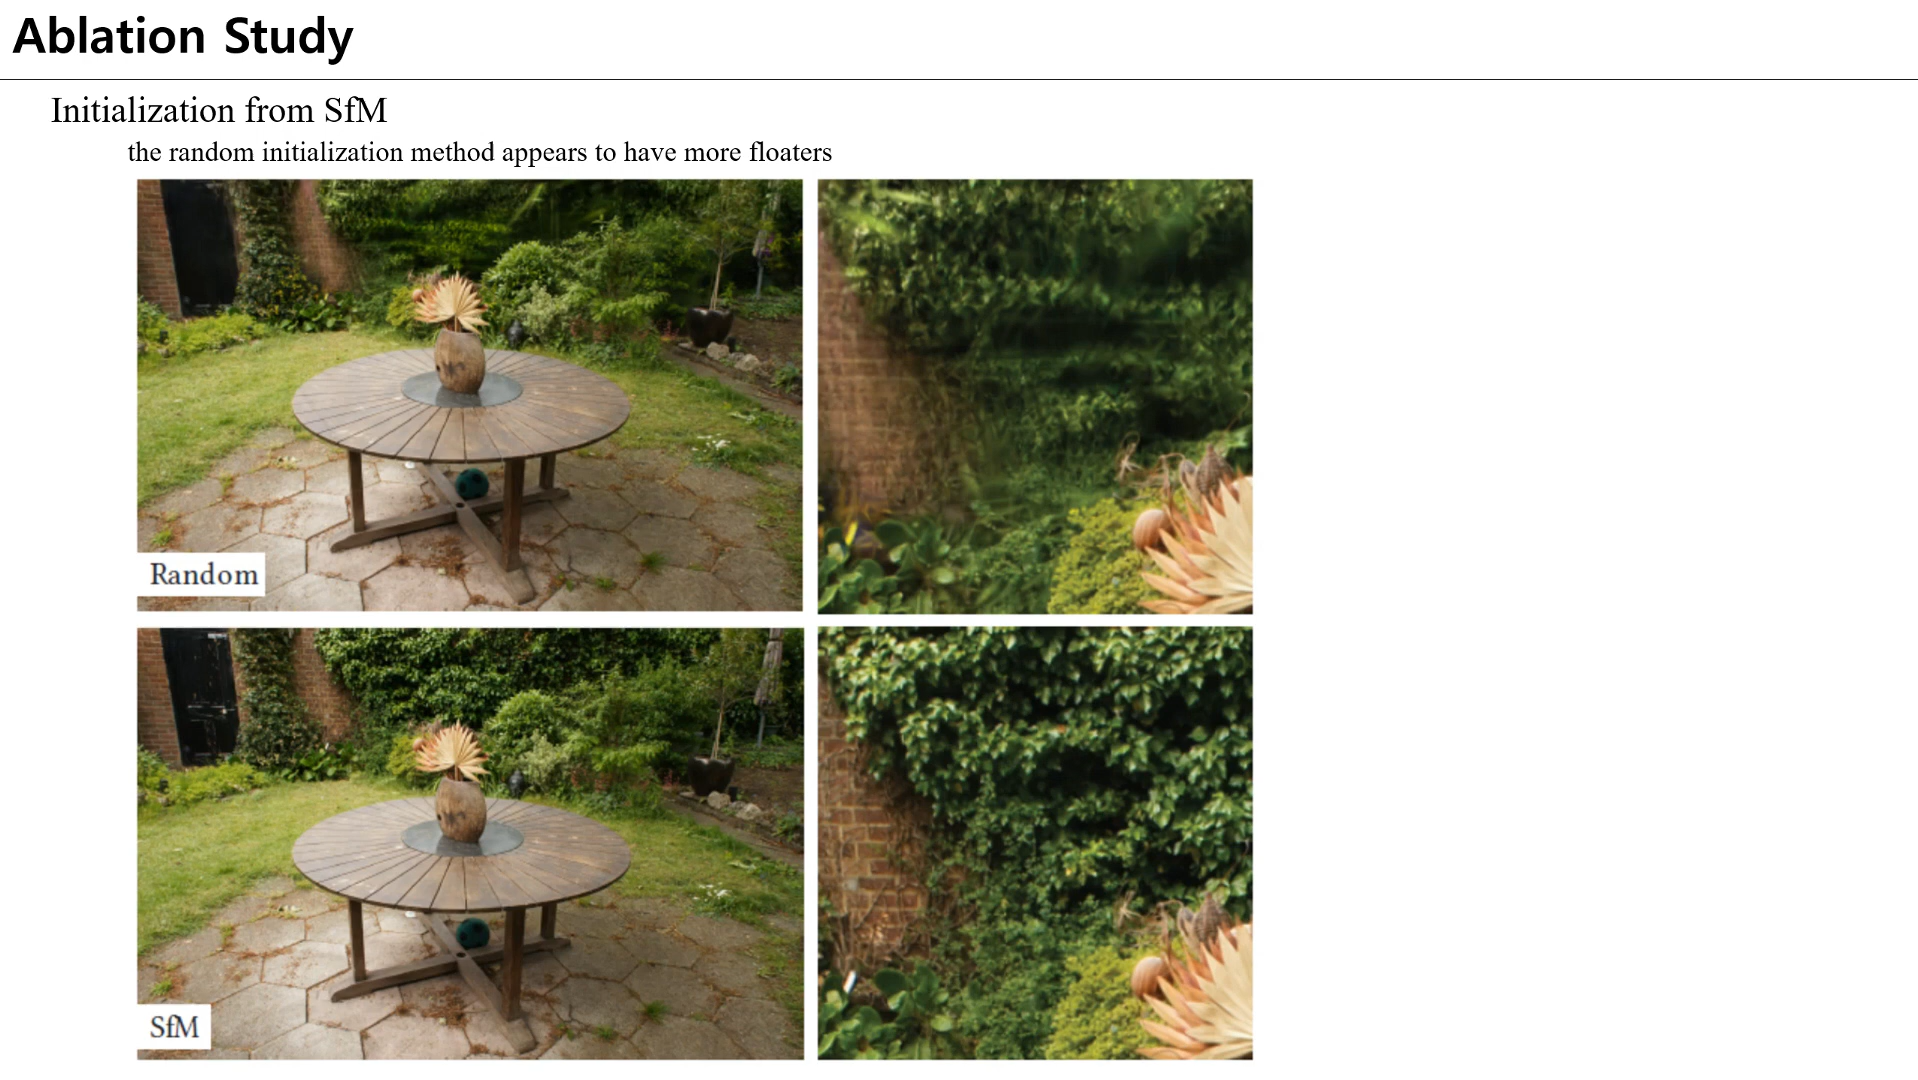 Ablation Study
Initialization from SfM
the random initialization method appears to have more floaters
Random
SfM